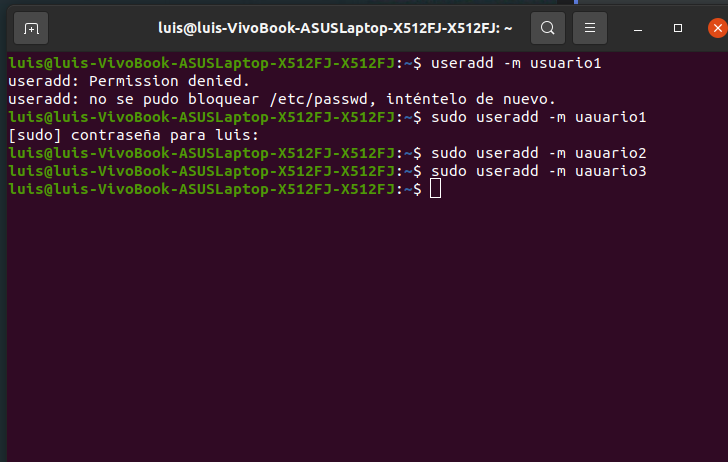 luis@luis-VivoBook-ASUSLaptop-X512FJ-X512FJ: ~
luis@luis-VivoBook-ASUSLaptop-X512FJ-X512FJ:~$ useradd -m usuario1
useradd: Permission denied.
useradd: no se pudo bloquear /etc/passwd, inténtelo de nuevo.
luis@luis-VivoBook-ASUSLaptop-X512FJ-X512FJ:~$ sudo useradd -m uauario1
[sudo] contraseña para luis:
luis@luis-VivoBook-ASUSLaptop-X512FJ-X512FJ:~$ sudo useradd -m uauario2
luis@luis-VivoBook-ASUSLaptop-X512FJ-X512FJ:~$ sudo useradd -m uauario3
luis@luis-VivoBook-ASUSLaptop-X512FJ-X512FJ:~$